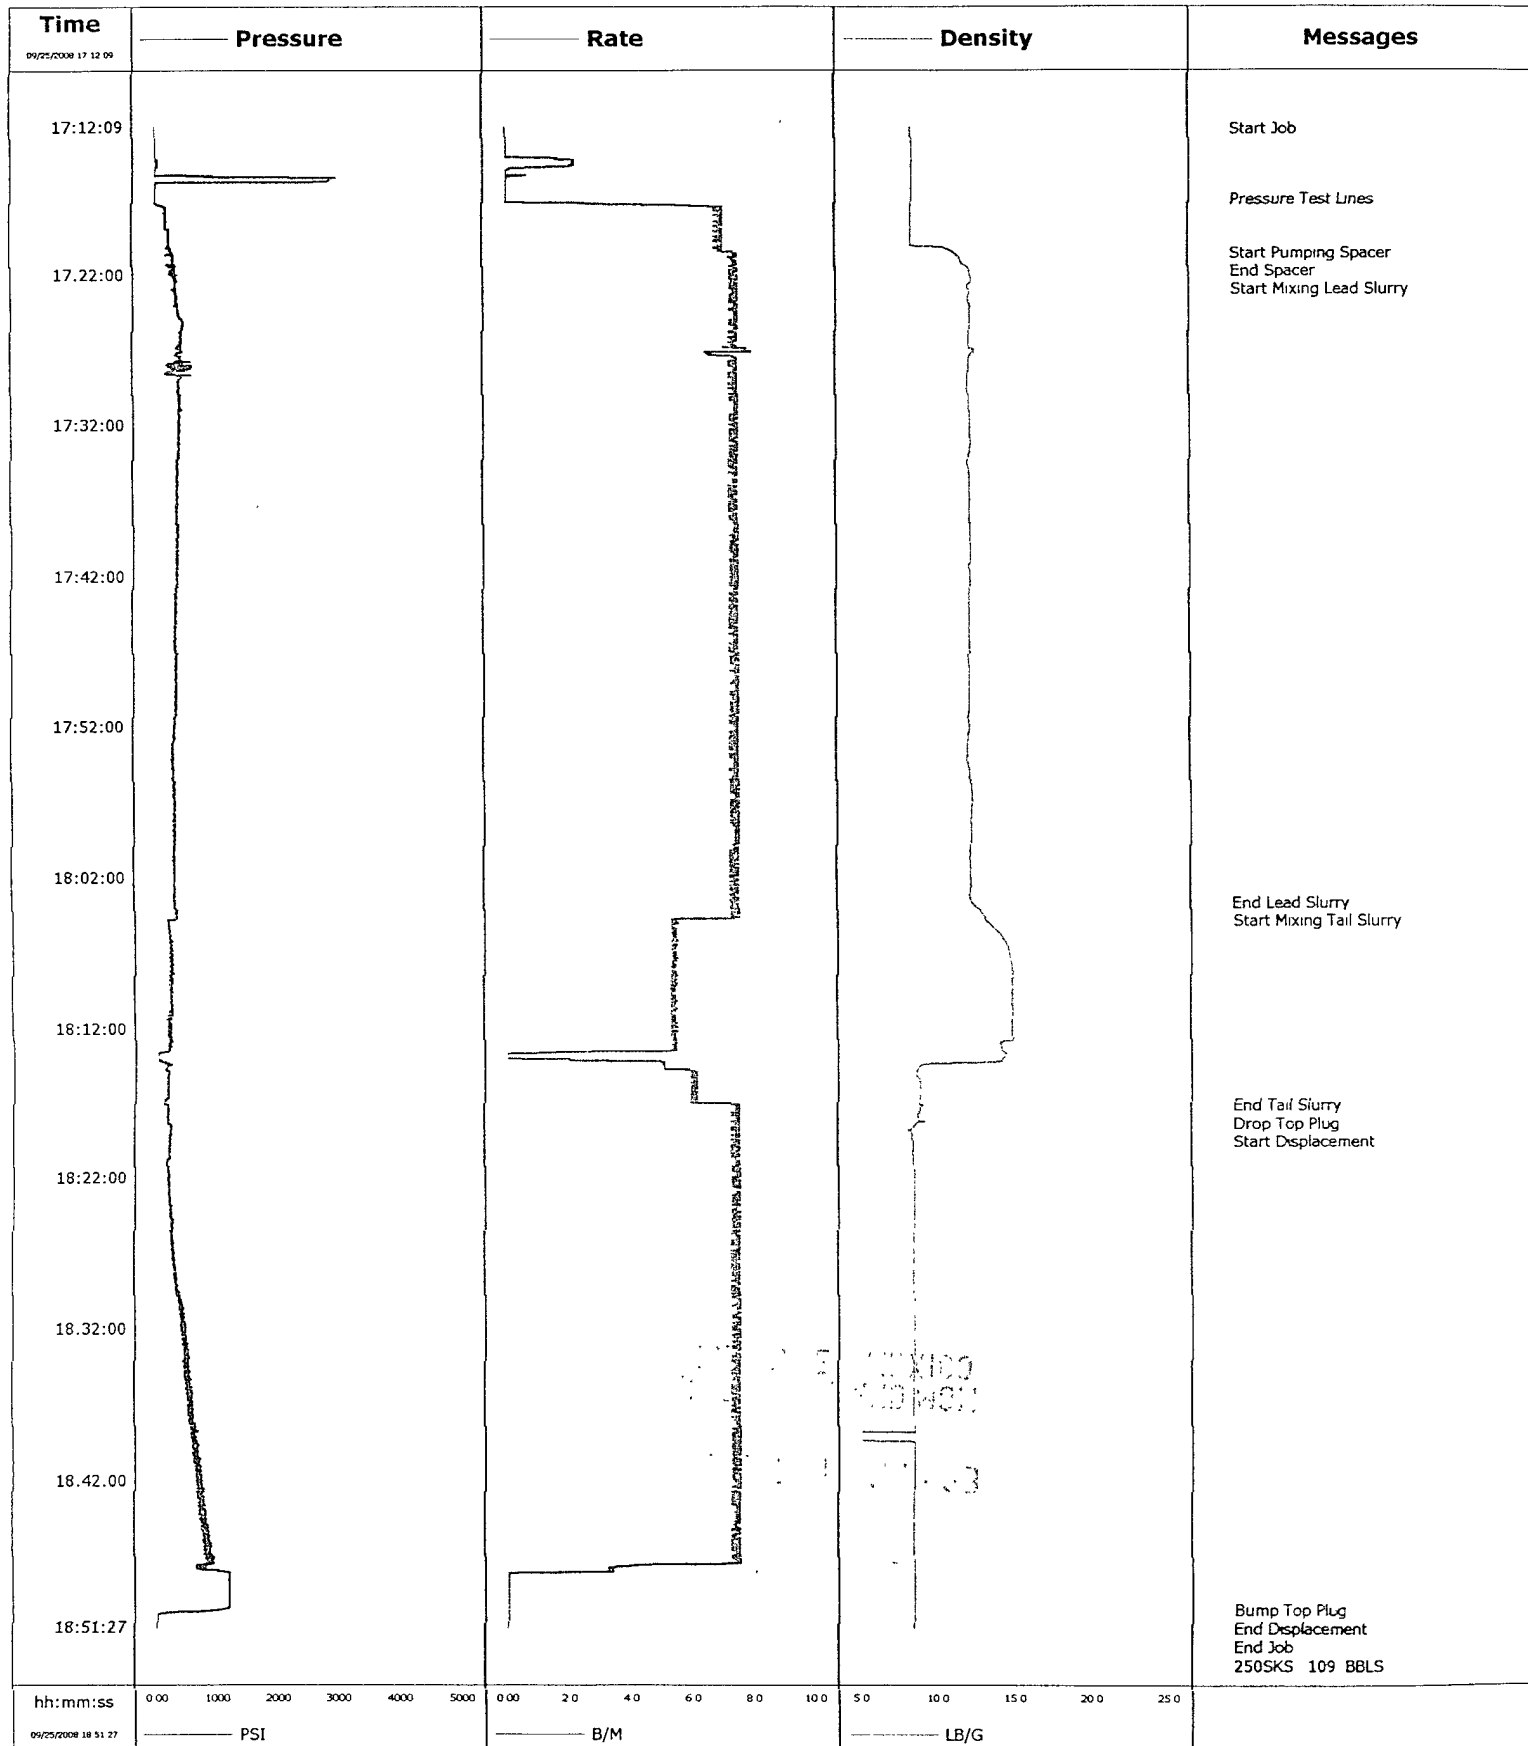 Time Pressure Rate Density Messages
09/25/2008 17 12 09
17:12:09 Start Job
Pressure Test Lines
Start Pumping Spacer
End Spacer
17.22:00
Start Mixing Lead Slurry
17:32:00
17:42:00
17:52:00
18:02:00
End Lead Slurry
Start Mixing Tail Slurry
18:12:00
End Tail Slurry
Drop Top Plug
Start Displacement
18:22:00
18.32:00
18.42.00
Bump Top Plug
18:51:27 End Displacement
End Job
250SKS 109 BBLS
hh:mm:ss 0 00 1000 2000 3000 4000 5000 0 00 2 0 4 0 6 0 8 0 10 0 5 0 10 0 15 0 20 0 25 0
09/25/2008 18 51 27 PSI B/M LB/G